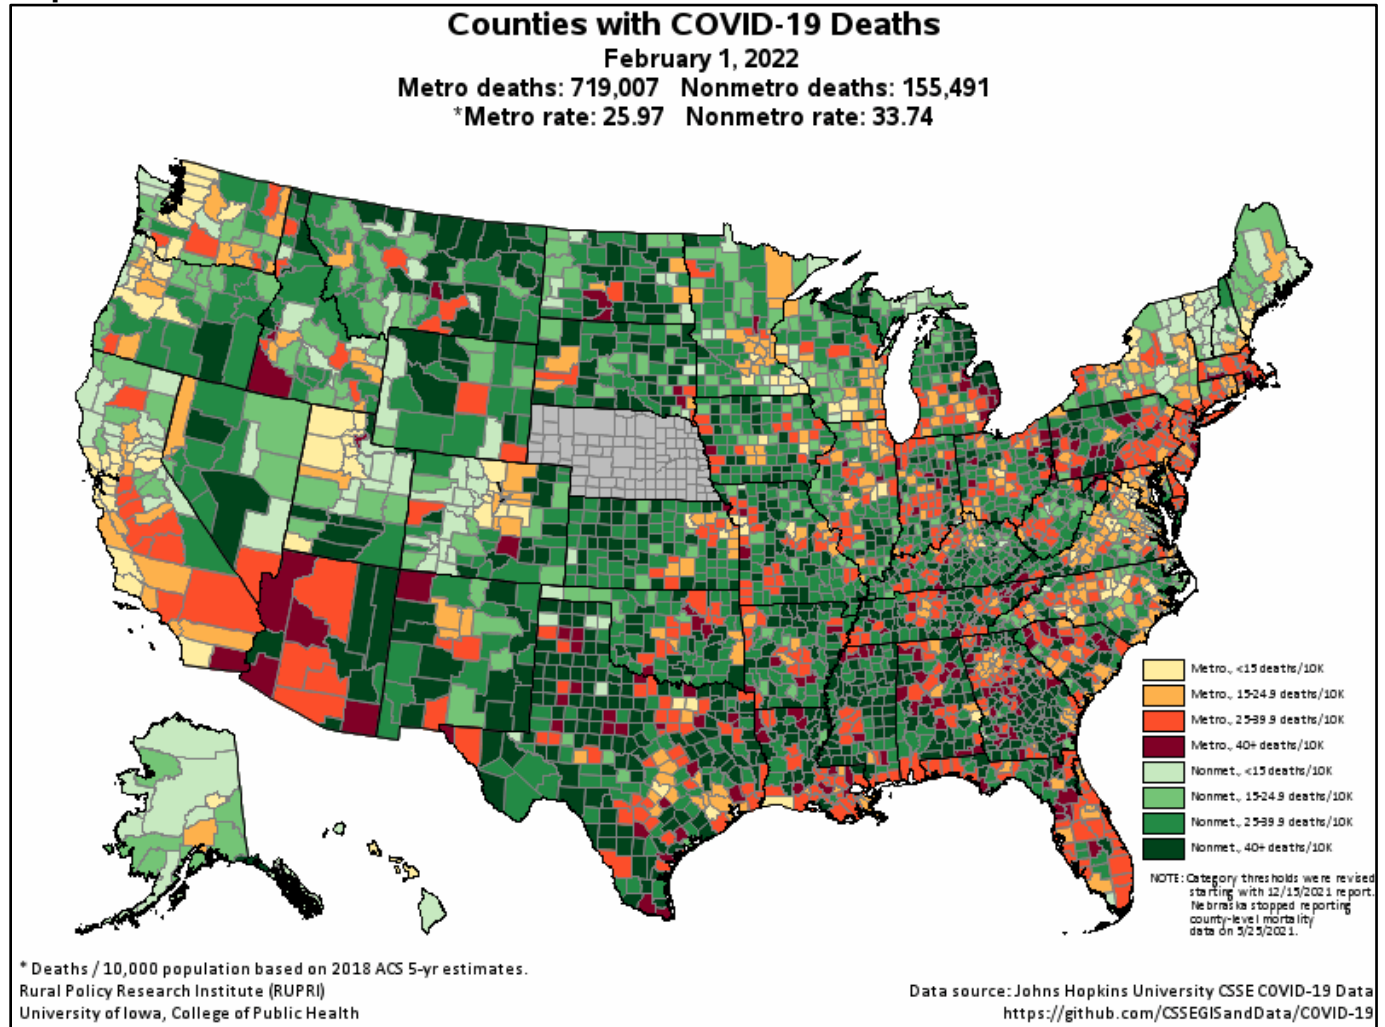 Counties with COVID-19 Deaths
February 1, 2022
Metro deaths: 719,007 Nonmetro deaths: 155,491
*Metro rate: 25.97 Nonmetro rate: 33.74
Metro., <15 deaths/10K
Metro., 15-24.9 deaths/10K
Metro., 25-39.9 deaths/10K
Metro., 40+ deaths/10K
Nonmet., <15 deaths/10K
Nonmet., 15-24.9 deaths/10K
Nonmet., 25-39.9 deaths/10K
Nonmet., 40+ deaths/10K
NOTE: Category thresholds were revised
starting with 12/15/2021 report.
Nebraska stopped reporting
county-level mortality
data on 5/25/2021.
* Deaths / 10,000 population based on 2018 ACS 5-yr estimates.
Rural Policy Research Institute (RUPRI)
University of Iowa, College of Public Health
Data source: Johns Hopkins University CSSE COVID-19 Data
https://github.com/CSSEGISandData/COVID-19